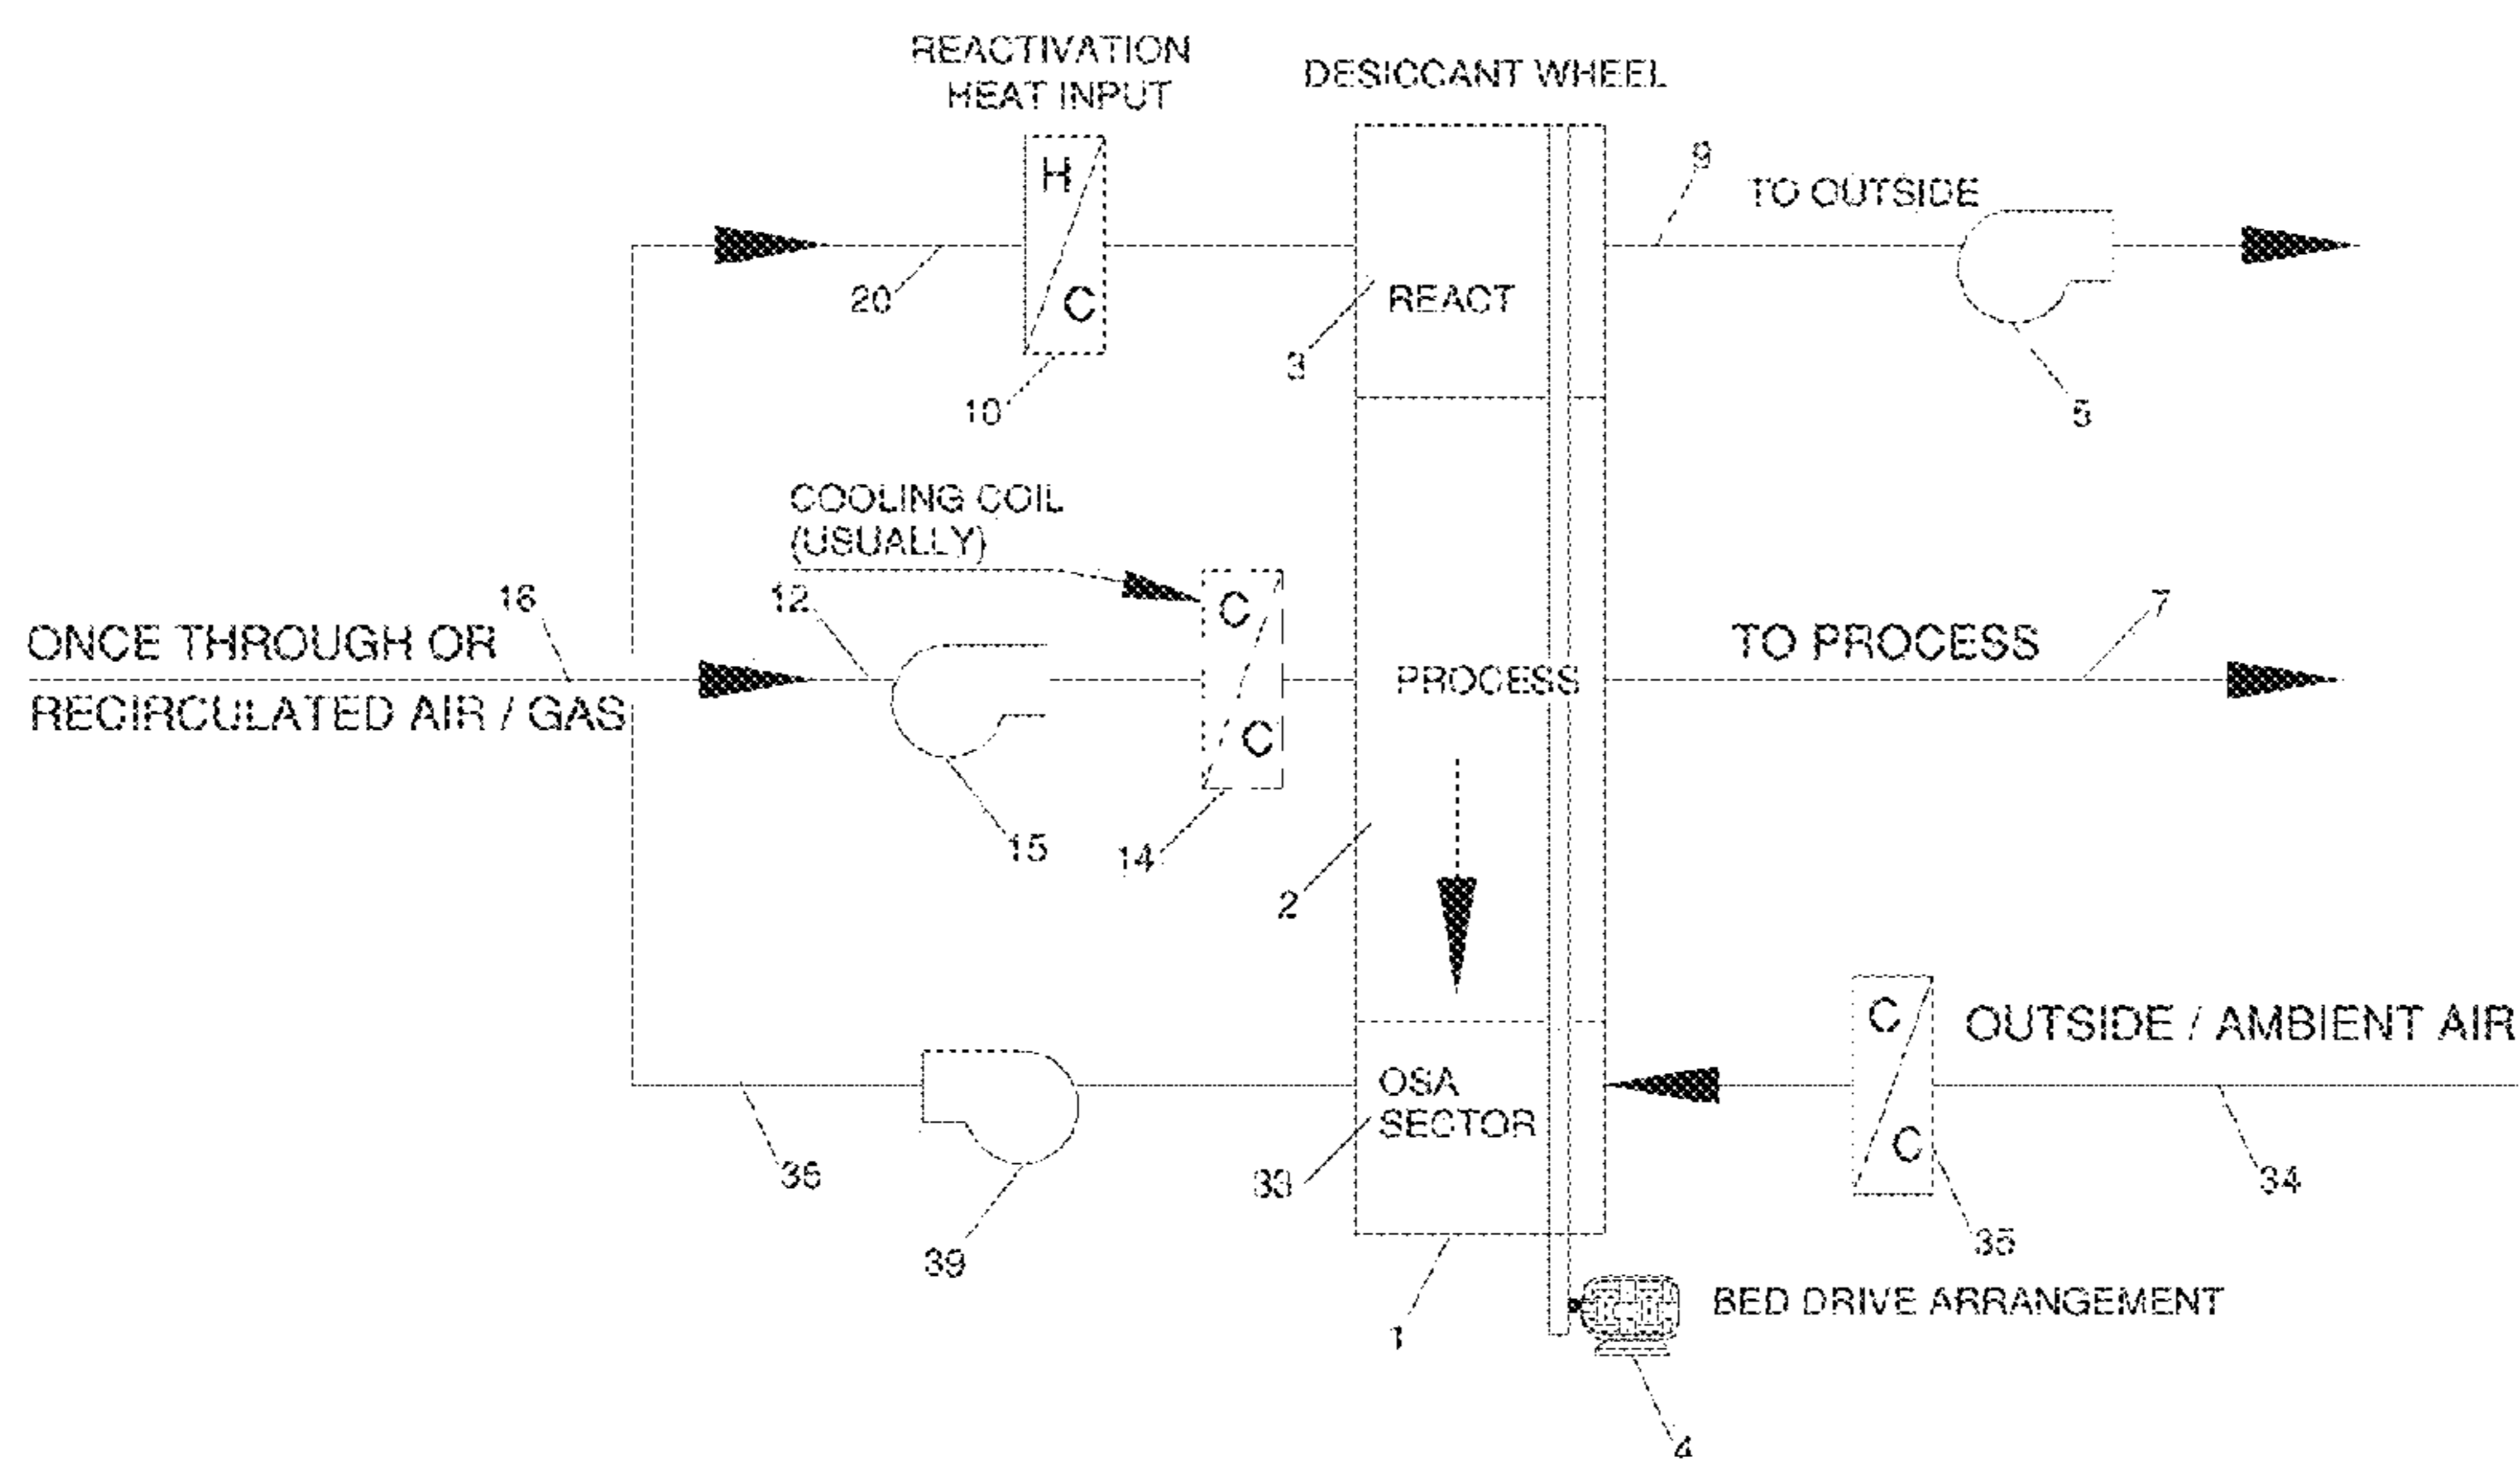 REACTIVATION
HEAT INPUT
DESICCANT WHEEL
H
C
9
TO OUTSIDE
20
REACT
3
10
5
COOLING COIL
(USUALLY)
16
12
C
C
7
ONCE THROUGH OR
RECIRCULATED AIR / GAS
PROCESS
TO PROCESS
15
14
2
C
C
OUTSIDE / AMBIENT AIR
OSA
SECTOR
36
33
34
39
35
1
BED DRIVE ARRANGEMENT
4